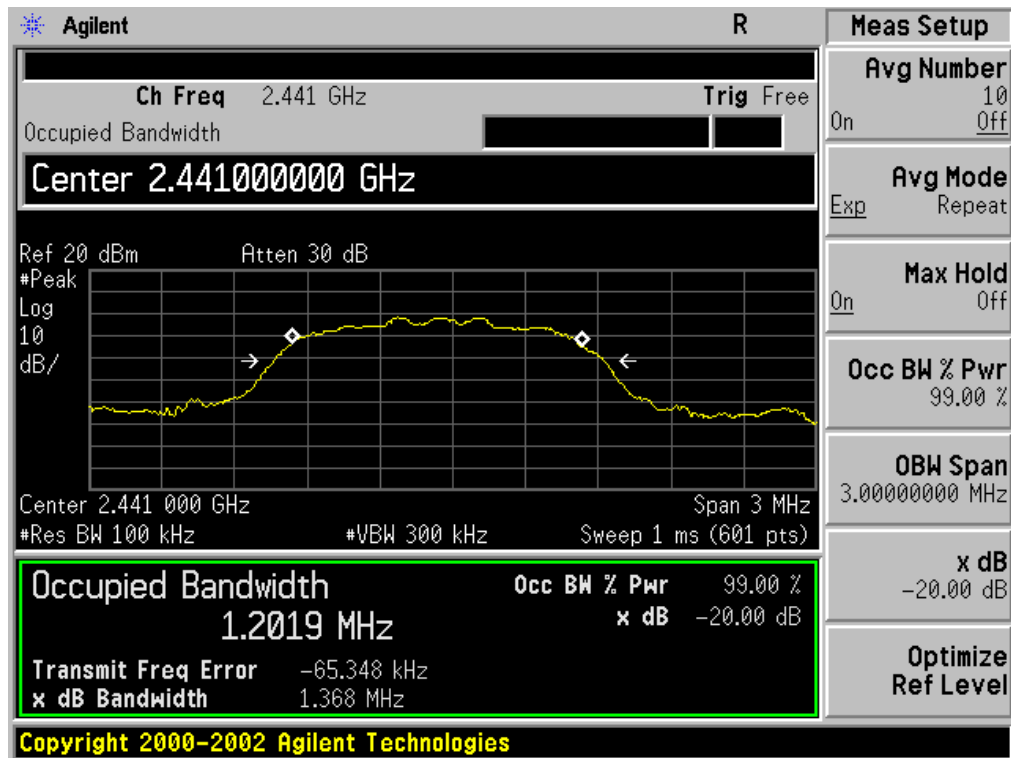 Agilent R Meas Setup
Ch Freq 2.441 GHz Trig Free
Occupied Bandwidth
Center 2.441000000 GHz
Ref 20 dBm Atten 30 dB
#Peak
Log
10
dB/
Center 2.441 000 GHz Span 3 MHz
#Res BW 100 kHz #VBW 300 kHz Sweep 1 ms (601 pts)
Occupied Bandwidth Occ BW % Pwr 99.00 %
1.2019 MHz x dB -20.00 dB
Transmit Freq Error -65.348 kHz
x dB Bandwidth 1.368 MHz
Copyright 2000-2002 Agilent Technologies
Avg Number
10
On Off
Avg Mode
Exp Repeat
Max Hold
On Off
Occ BW % Pwr
99.00 %
OBW Span
3.00000000 MHz
x dB
-20.00 dB
Optimize
Ref Level